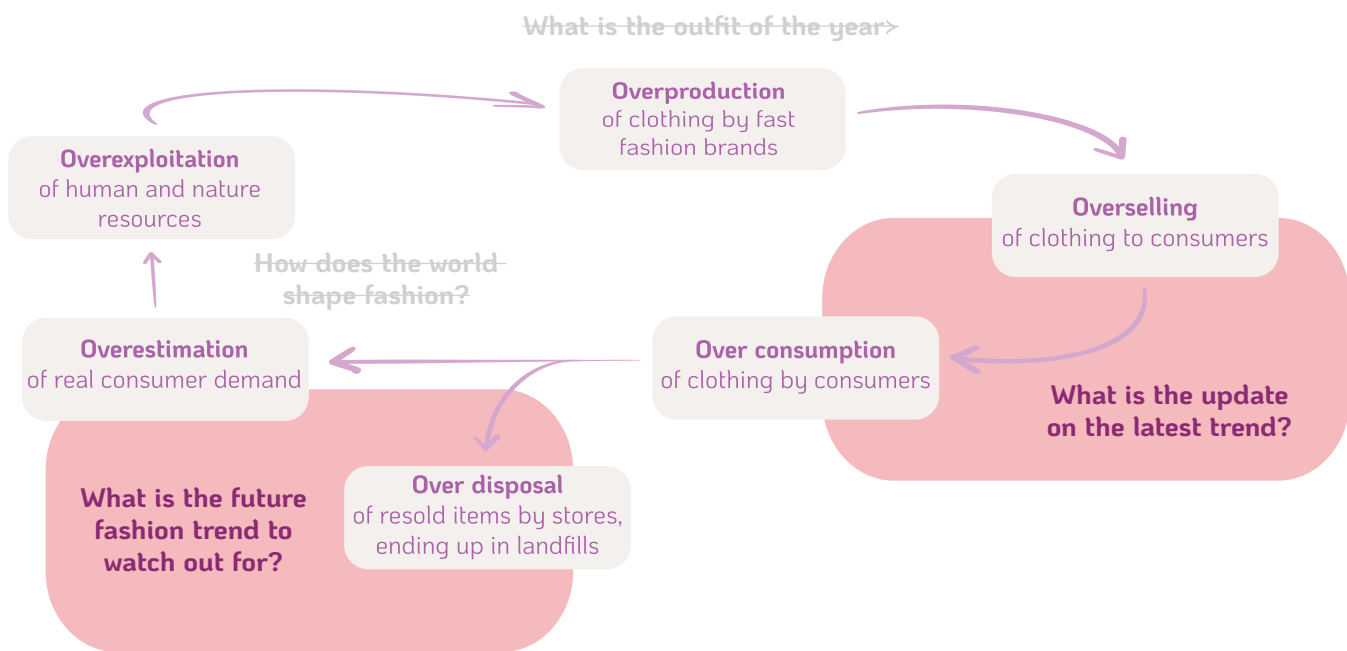 What is the outfit of the year>
Overproduction
of clothing by fast
fashion brands
Overexploitation
of human and nature
resources
Overselling
of clothing to consumers
How does the world
shape fashion?
Overestimation
of real consumer demand
Over consumption
of clothing by consumers
What is the update
on the latest trend?
Over disposal
of resold items by stores,
ending up in landfills
What is the future
fashion trend to
watch out for?